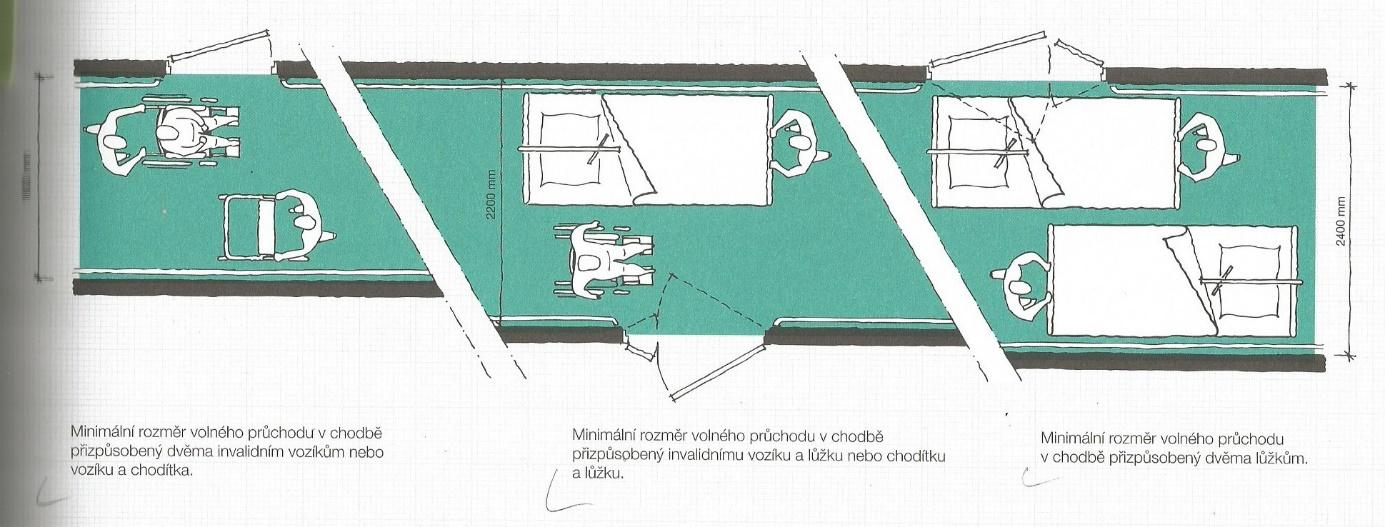 2200 mm
2400 mm
Minimální rozměr volného průchodu v chodbě
přizpůsobený dvěma invalidním vozíkům nebo
vozíku a chodítka.
Minimální rozměr volného průchodu v chodbě
přizpůsobený invalidnímu vozíku a lůžku nebo chodítku
a lůžku.
Minimální rozměr volného průchodu
v chodbě přizpůsobený dvěma lůžkům.